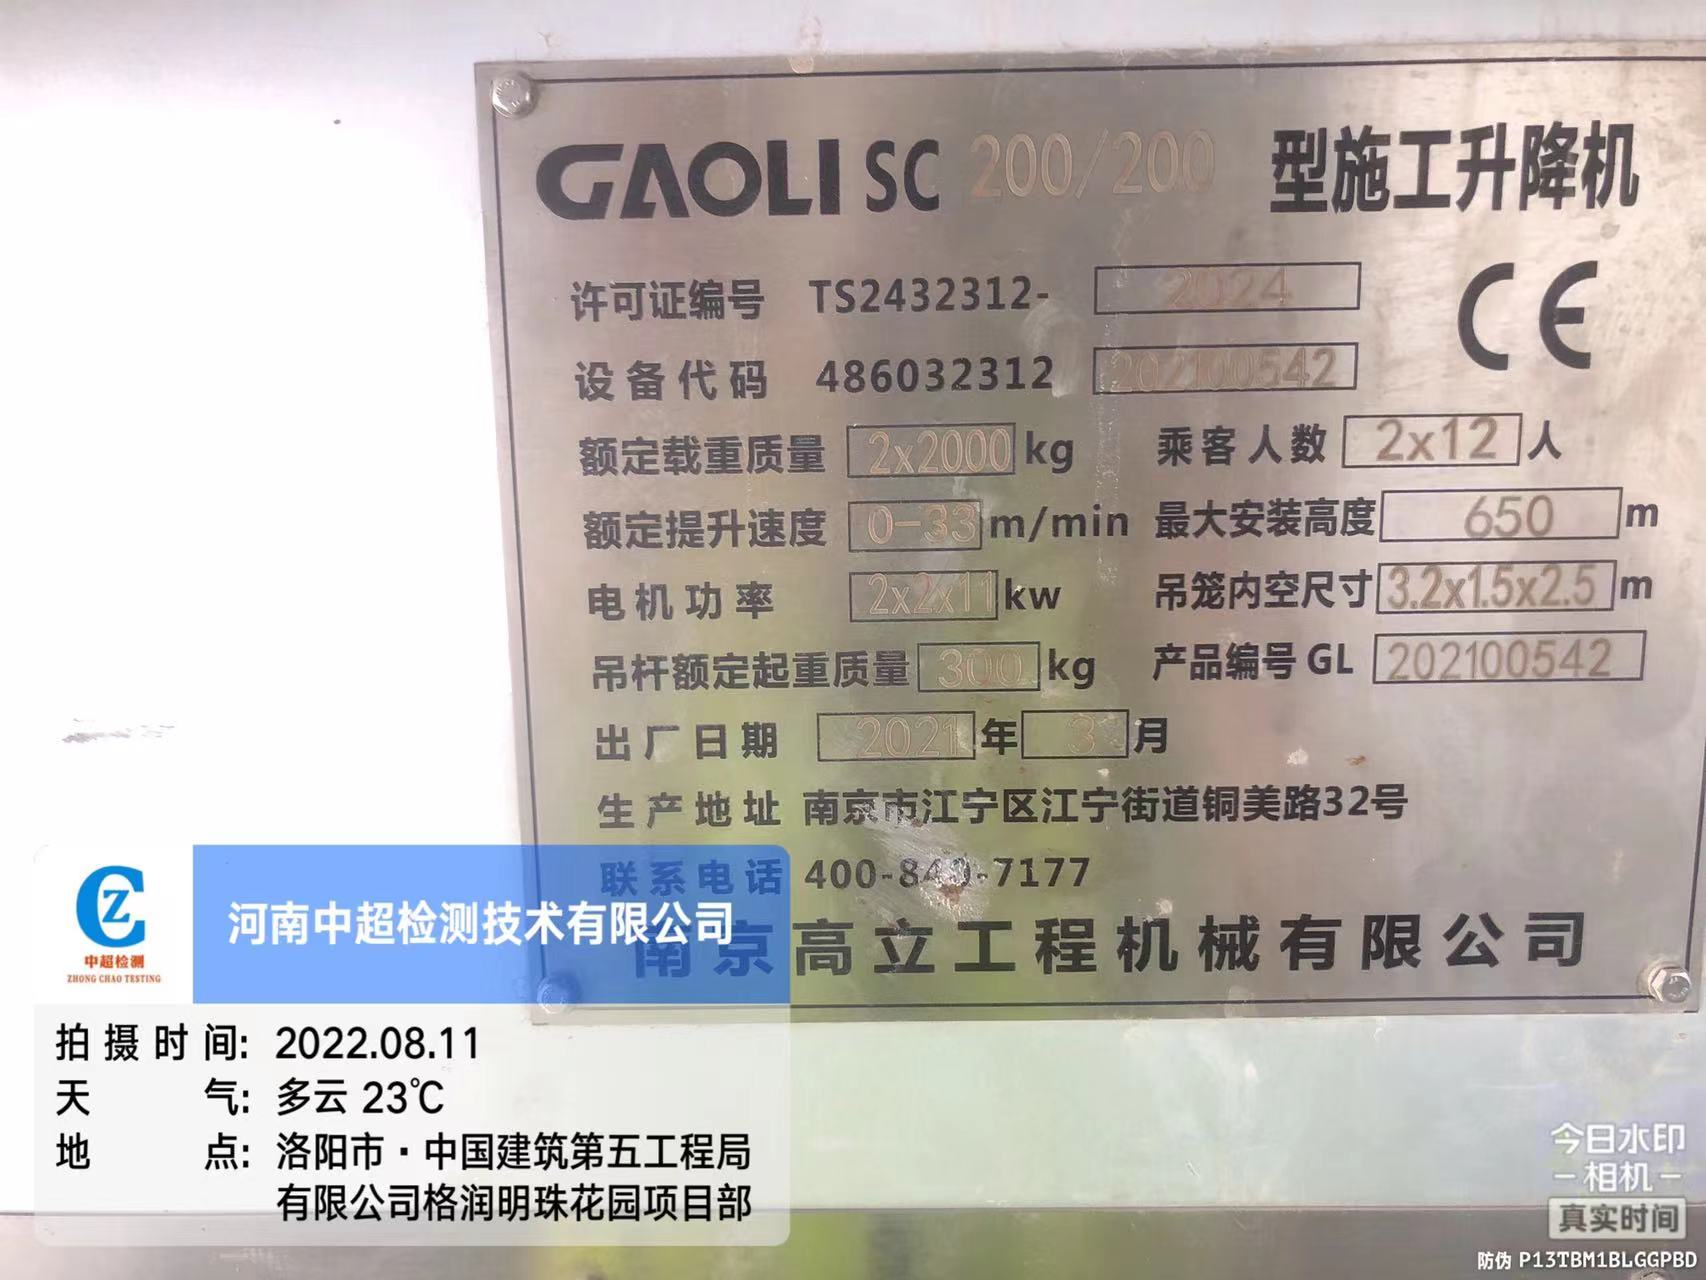 GAOLI SC 200/200 型施工升降机
许可证编号 TS2432312- 2024
CE
设备代码 486032312 202100542
额定载重质量 2x2000 kg 乘客人数 2x12 人
额定提升速度 0-33 m/min 最大安装高度 650 m
电机功率 2x2x11 kw 吊笼内空尺寸 3.2x1.5x2.5 m
吊杆额定起重质量 300 kg 产品编号 GL 202100542
出厂日期 2021 年 3 月
生产地址 南京市江宁区江宁街道铜美路32号
联系电话 400-840-7177
南京高立工程机械有限公司
CZ
中超检测
ZHONG CHAO TESTING
河南中超检测技术有限公司
拍摄时间: 2022.08.11
天气: 多云 23℃
地点: 洛阳市·中国建筑第五工程局
有限公司格润明珠花园项目部
今日水印
-相机-
真实时间
防伪 P13TBM1BLGGPBD